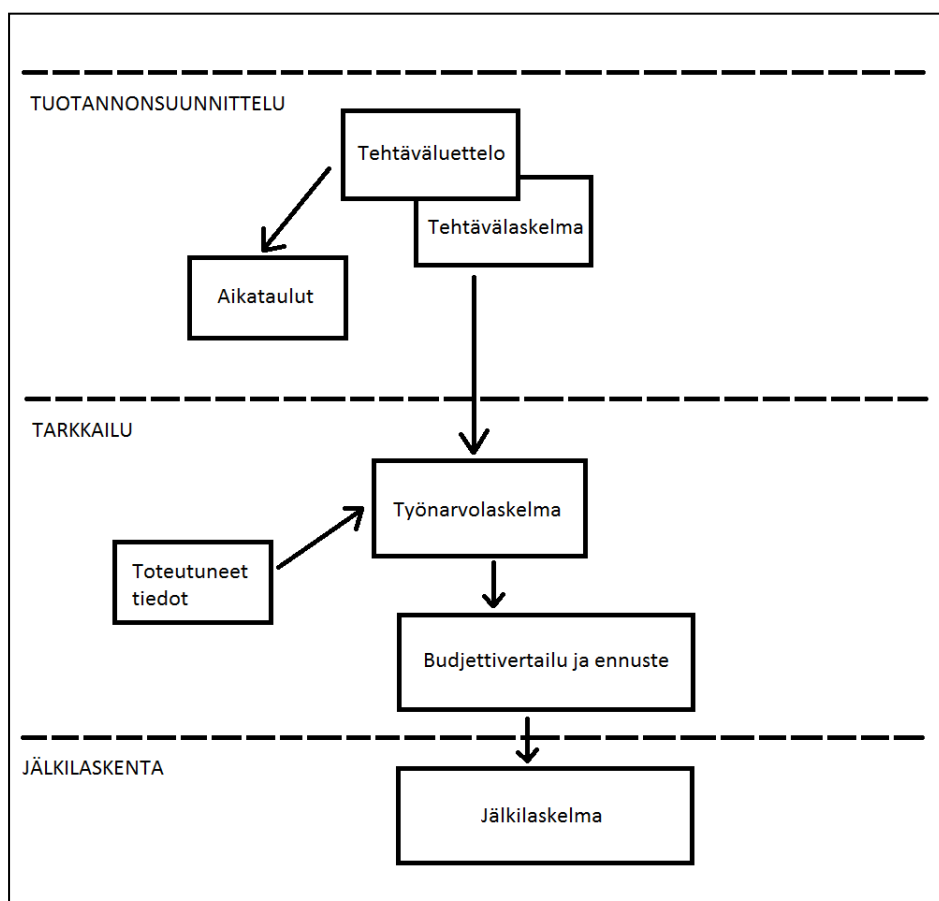 TUOTANNONSUUNNITTELU
Tehtäväluettelo
Tehtävälaskelma
Aikataulut
TARKKAILU
Työnarvolaskelma
Toteutuneet
tiedot
Budjettivertailu ja ennuste
JÄLKILASKENTA
Jälkilaskelma